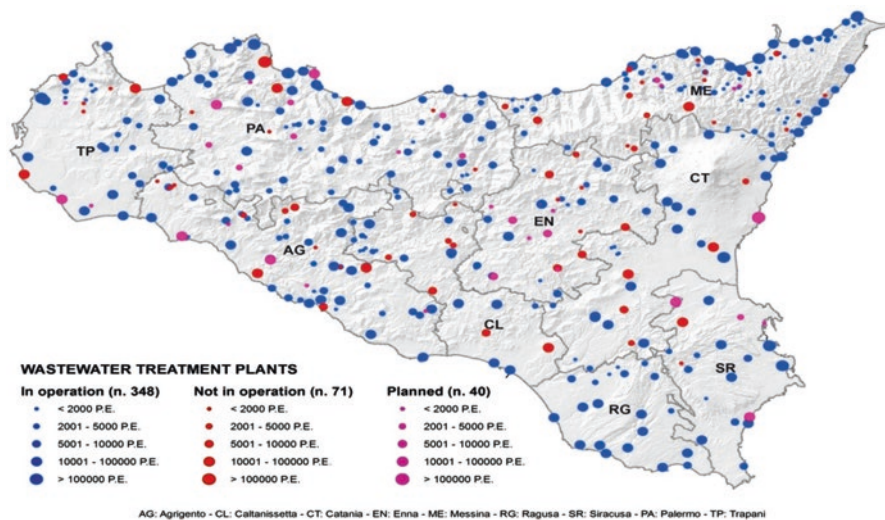 ME
PA
TP
CT
EN
AG
CL
SR
RG
WASTEWATER TREATMENT PLANTS
In operation (n. 348) Not in operation (n. 71) Planned (n. 40)
< 2000 P.E. < 2000 P.E. < 2000 P.E.
2001 - 5000 P.E. 2001 - 5000 P.E. 2001 - 5000 P.E.
5001 - 10000 P.E. 5001 - 10000 P.E. 5001 - 10000 P.E.
10001 - 100000 P.E. 10001 - 100000 P.E. 10001 - 100000 P.E.
> 100000 P.E. > 100000 P.E. > 100000 P.E.
AG: Agrigento - CL: Caltanissetta - CT: Catania - EN: Enna - ME: Messina - RG: Ragusa - SR: Siracusa - PA: Palermo - TP: Trapani